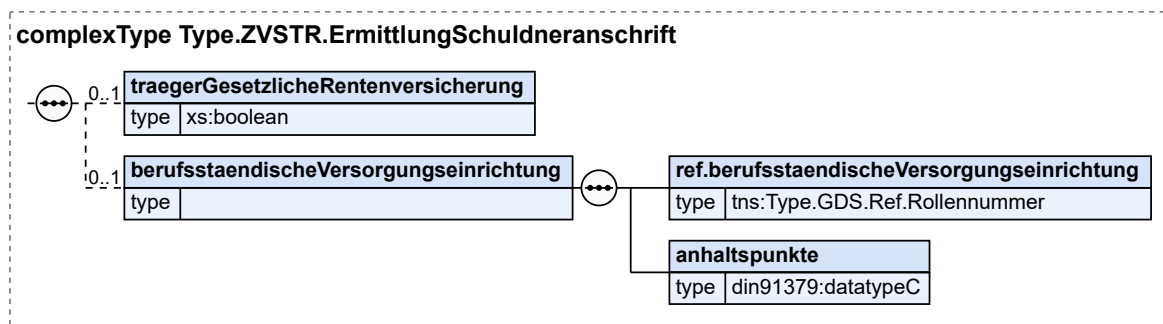 complexType Type.ZVSTR.ErmittlungSchuldneranschrift
0..1
traegerGesetzlicheRentenversicherung
type xs:boolean
0..1
berufsstaendischeVersorgungseinrichtung
type
ref.berufsstaendischeVersorgungseinrichtung
type tns:Type.GDS.Ref.Rollennummer
anhaltspunkte
type din91379:datatypeC